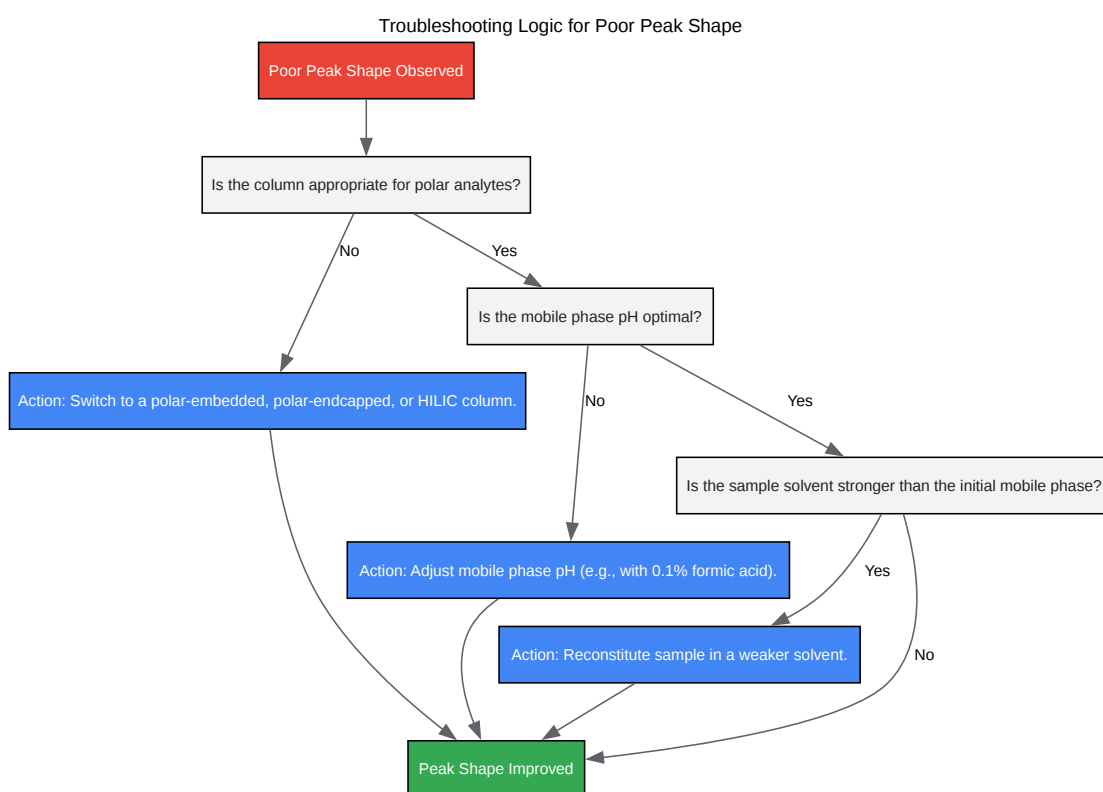 Troubleshooting Logic for Poor Peak Shape
Poor Peak Shape Observed
Is the column appropriate for polar analytes?
No
Yes
Is the mobile phase pH optimal?
Action: Switch to a polar-embedded, polar-endcapped, or HILIC column.
No
Yes
Is the sample solvent stronger than the initial mobile phase?
Action: Adjust mobile phase pH (e.g., with 0.1% formic acid).
Yes
Action: Reconstitute sample in a weaker solvent.
No
Peak Shape Improved